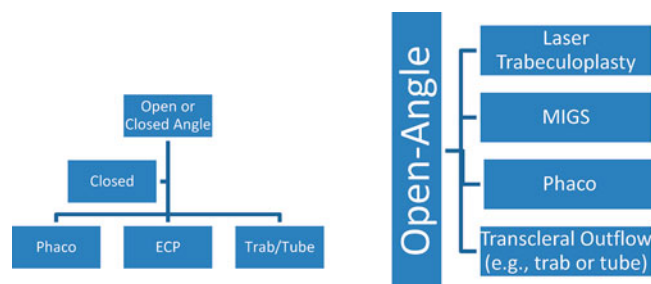 Open or
Closed Angle
Closed
Phaco
ECP
Trab/Tube
Open-Angle
Laser
Trabeculoplasty
MIGS
Phaco
Transcleral Outflow
(e.g., trab or tube)